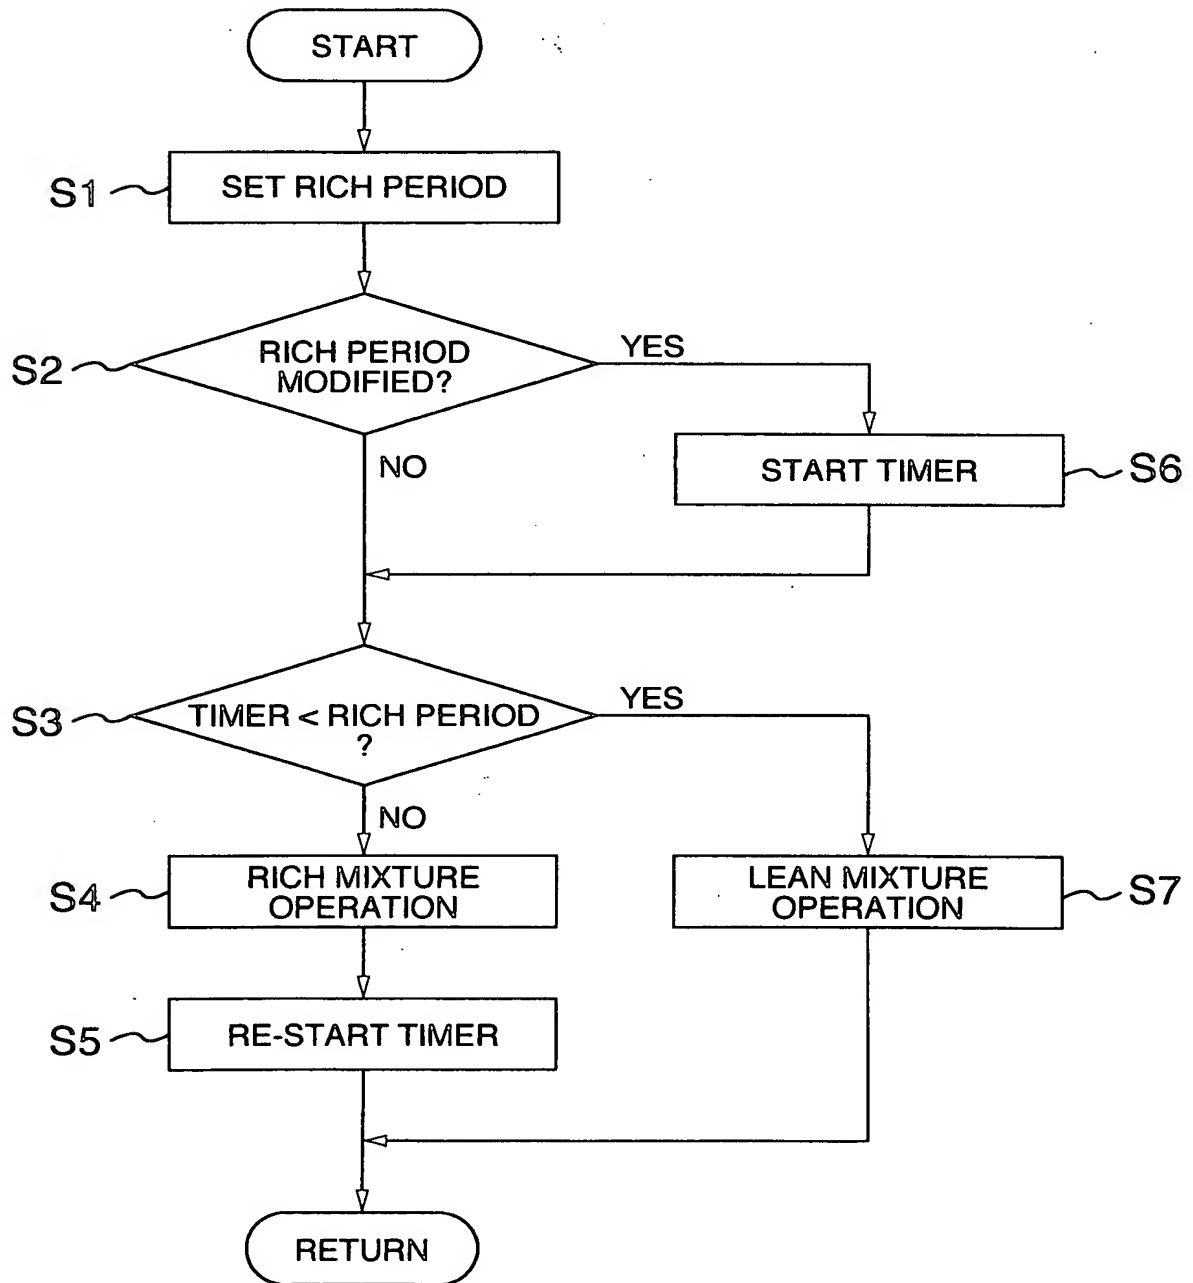 START
S1
SET RICH PERIOD
S2
RICH PERIOD
MODIFIED?
YES
NO
START TIMER
S6
S3
TIMER < RICH PERIOD
?
YES
NO
S4
RICH MIXTURE
OPERATION
LEAN MIXTURE
OPERATION
S7
S5
RE-START TIMER
RETURN